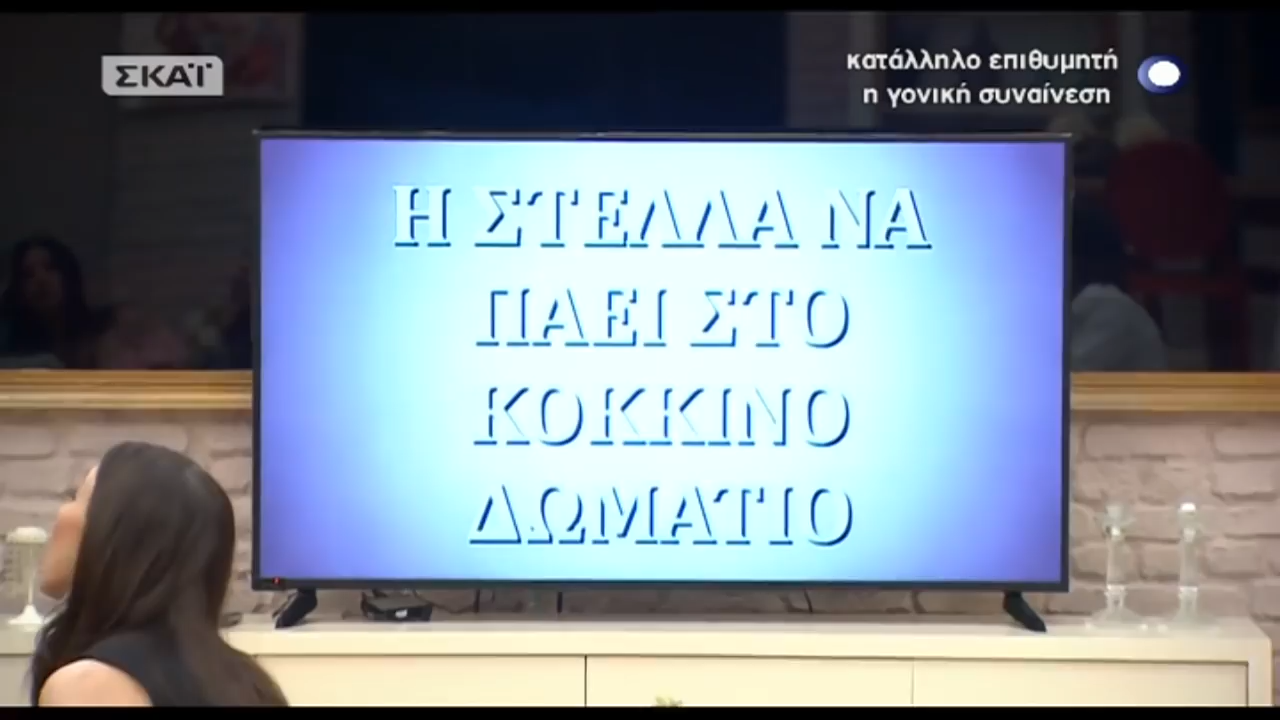 ΣΚΑΪ
κατάλληλο επιθυμητή
η γονική συναίνεση
Η ΣΤΕΛΛΑ ΝΑ
ΠΑΕΙ ΣΤΟ
ΚΟΚΚΙΝΟ
ΔΩΜΑΤΙΟ